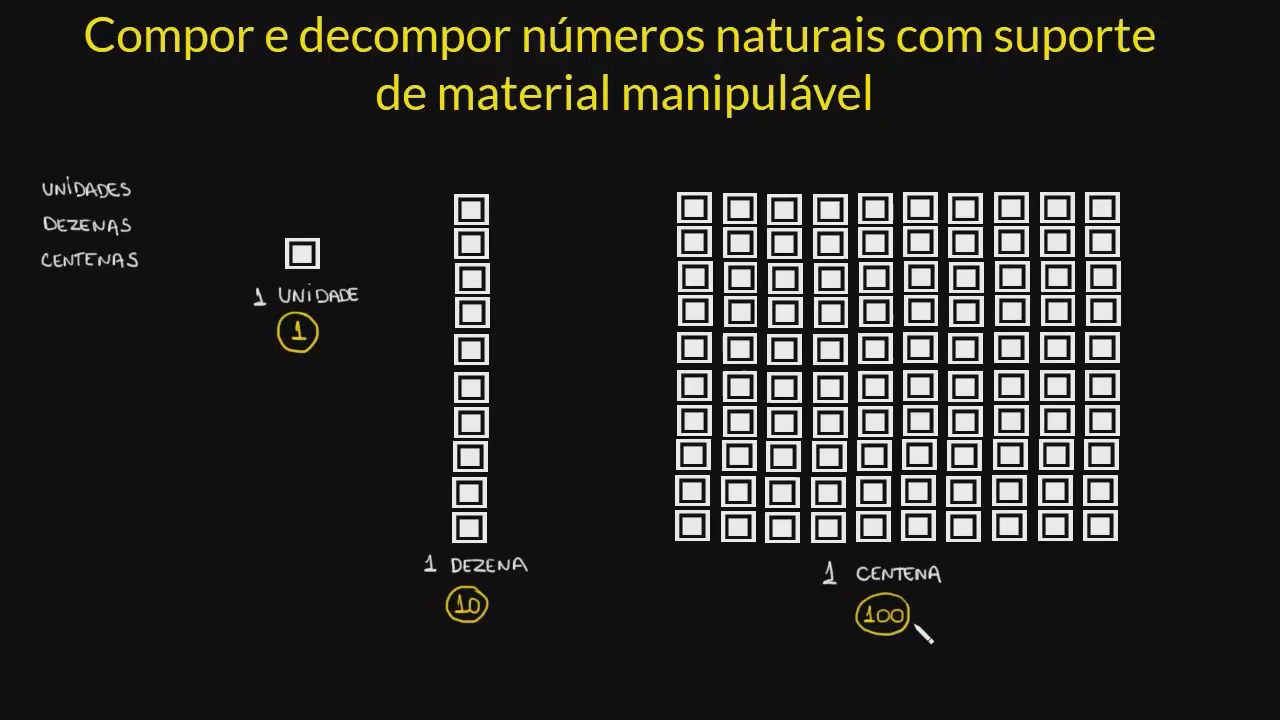 Compor e decompor números naturais com suporte
de material manipulável
UNIDADES
DEZENAS
CENTENAS
1 UNIDADE
1
1 DEZENA
10
1 CENTENA
100